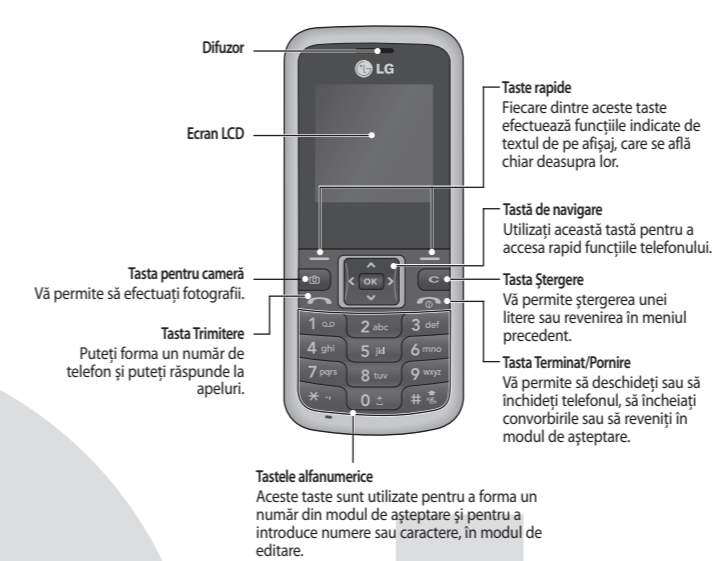 Difuzor
LG
Ecran LCD
Taste rapide
Fiecare dintre aceste taste
efectuează funcțiile indicate de
textul de pe afișaj, care se află
chiar deasupra lor.
Tastă de navigare
Utilizați această tastă pentru a
accesa rapid funcțiile telefonului.
Tasta pentru cameră
Vă permite să efectuați fotografii.
OK
C
Tasta Ștergere
Vă permite ștergerea unei
litere sau revenirea în meniul
precedent.
Tasta Trimitere
Puteți forma un număr de
telefon și puteți răspunde la
apeluri.
1
2 abc
3 def
4 ghi
5 jkl
6 mno
7 pqrs
8 tuv
9 wxyz
0
#
Tasta Terminat/Pornire
Vă permite să deschideți sau să
închideți telefonul, să încheiați
convorbirile sau să reveniți în
modul de așteptare.
Tastele alfanumerice
Aceste taste sunt utilizate pentru a forma un
număr din modul de așteptare și pentru a
introduce numere sau caractere, în modul de
editare.